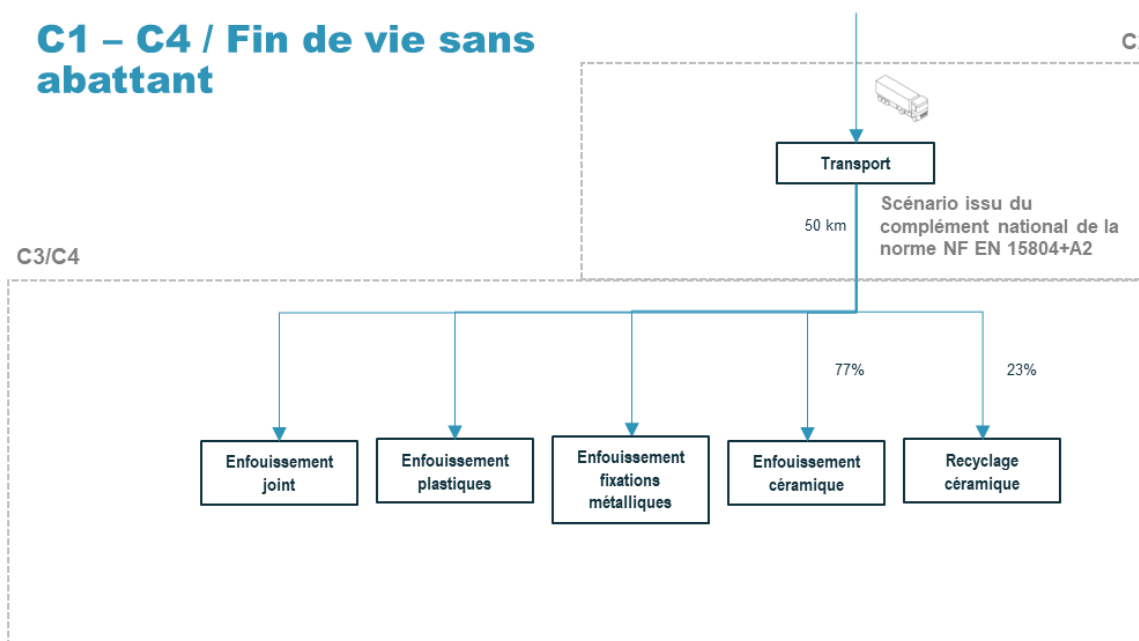 C1 – C4 / Fin de vie sans
abattant
Transport
50 km
Scénario issu du
complément national de la
norme NF EN 15804+A2
C3/C4
77%
23%
Enfouissement
joint
Enfouissement
plastiques
Enfouissement
fixations
métalliques
Enfouissement
céramique
Recyclage
céramique